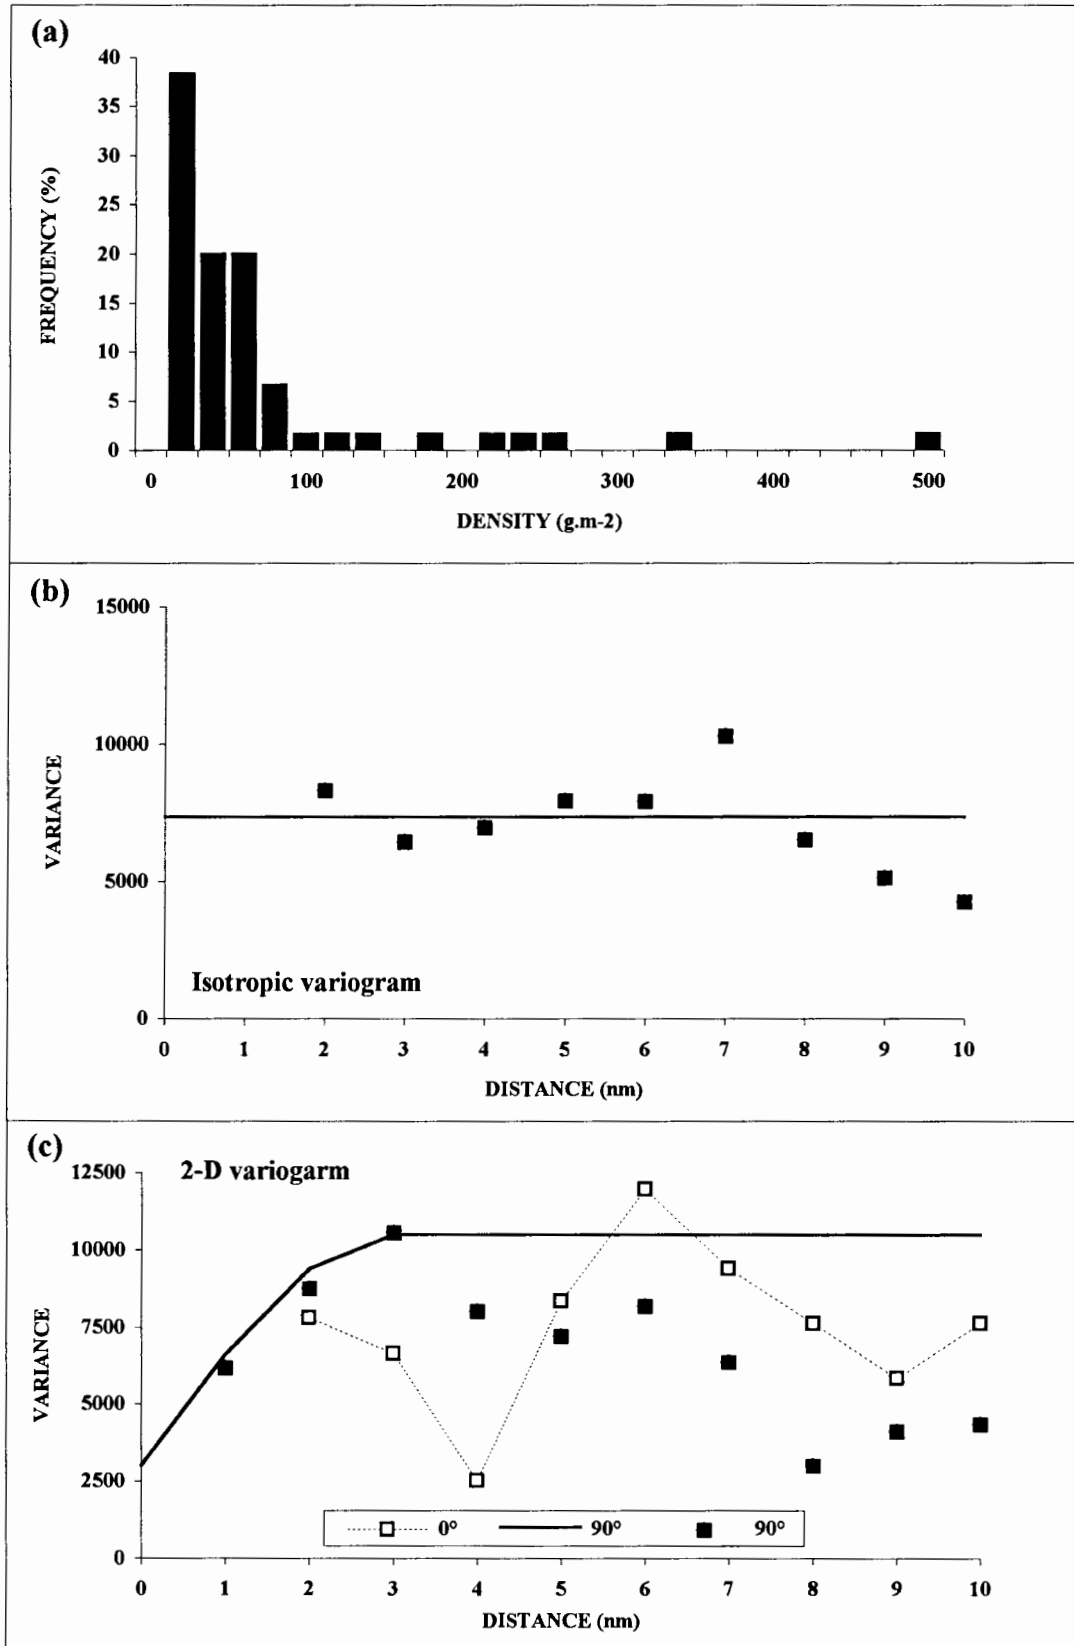 (a)
40
35
30
25
20
15
10
5
0
FREQUENCY (%)
0 100 200 300 400 500
DENSITY (g.m-2)
(b)
15000
10000
5000
0
VARIANCE
Isotropic variogram
0 1 2 3 4 5 6 7 8 9 10
DISTANCE (nm)
(c)
2-D variogarm
12500
10000
7500
5000
2500
0
VARIANCE
0° 90° 90°
0 1 2 3 4 5 6 7 8 9 10
DISTANCE (nm)